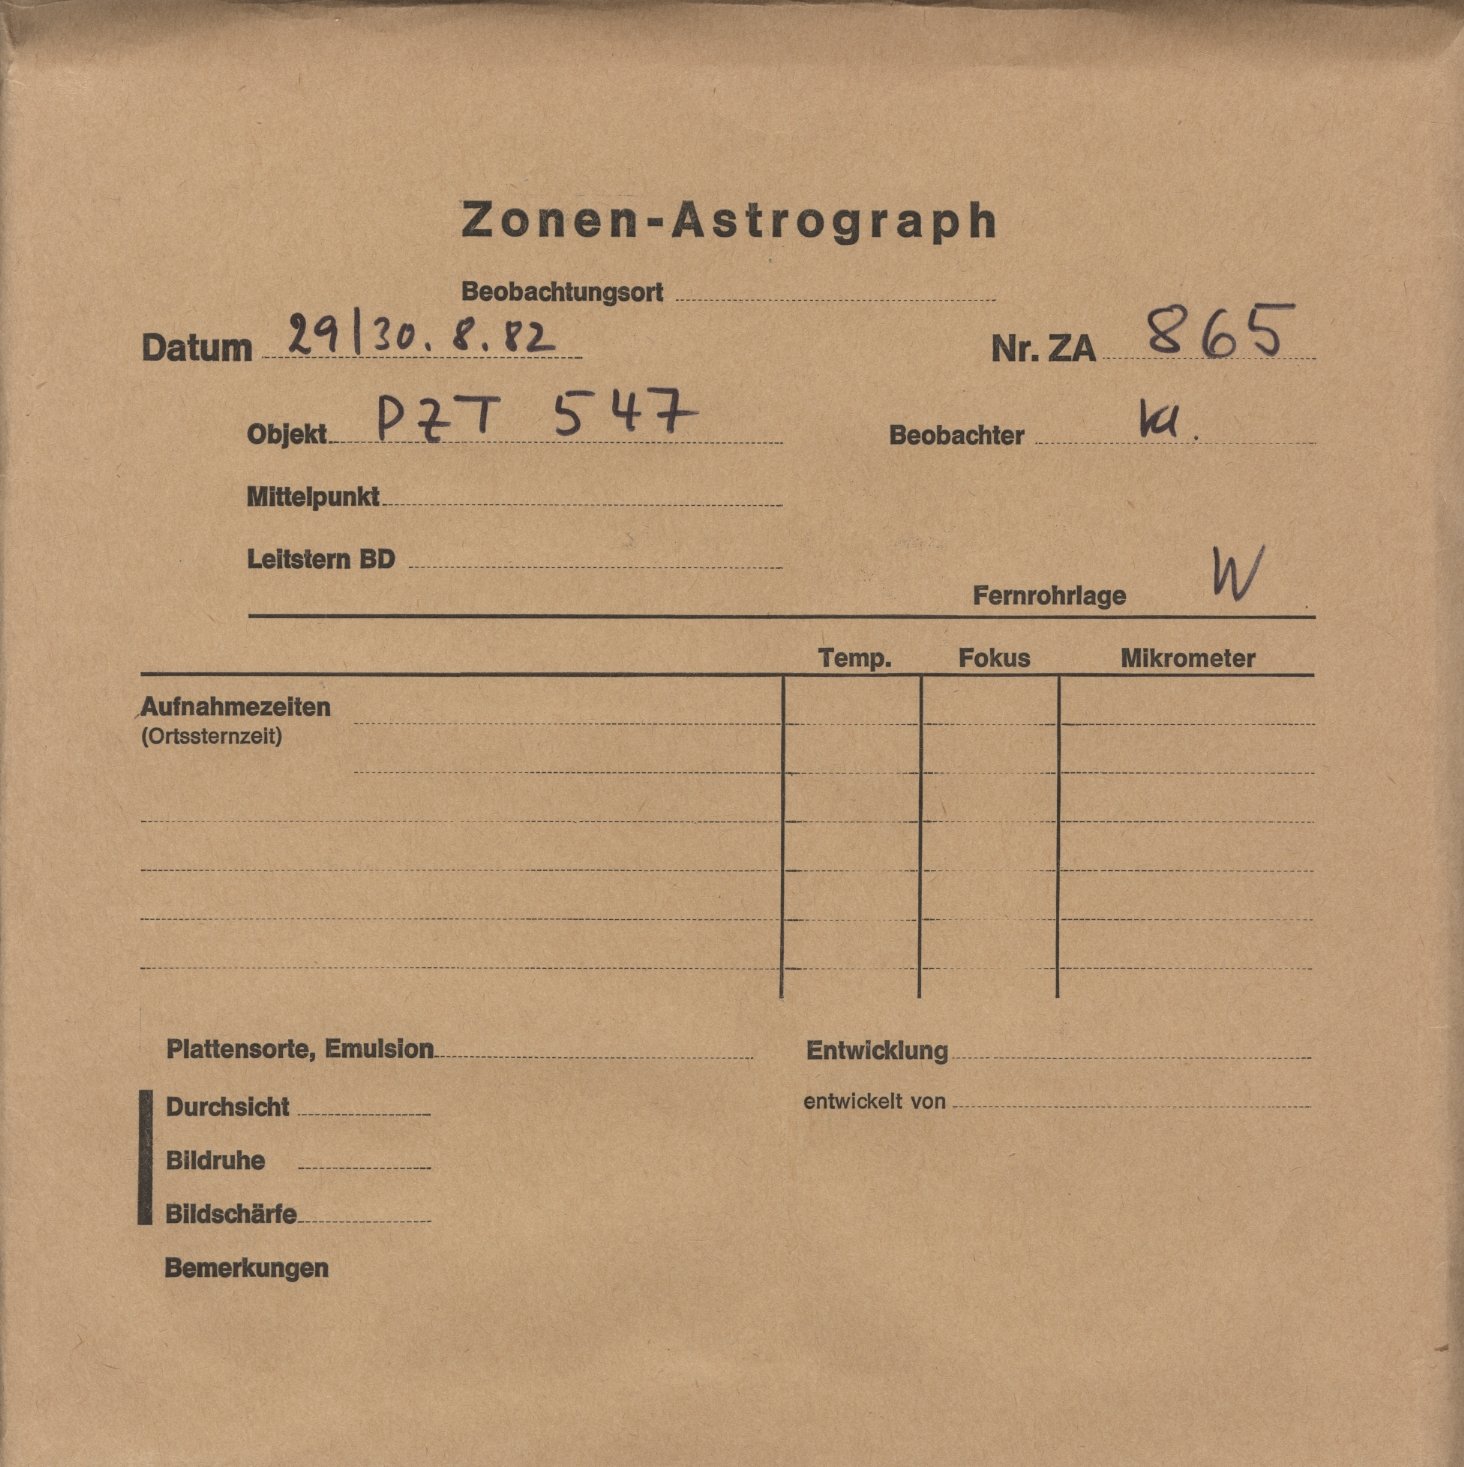 Zonen-Astrograph
Beobachtungsort
Datum 29/30. 8. 82 Nr. ZA 865
Objekt PZT 547 Beobachter Kl.
Mittelpunkt
Leitstern BD
Fernrohrlage W
Temp. Fokus Mikrometer
Aufnahmezeiten
(Ortssternzeit)
Plattensorte, Emulsion Entwicklung
Durchsicht entwickelt von
Bildruhe
Bildschärfe
Bemerkungen